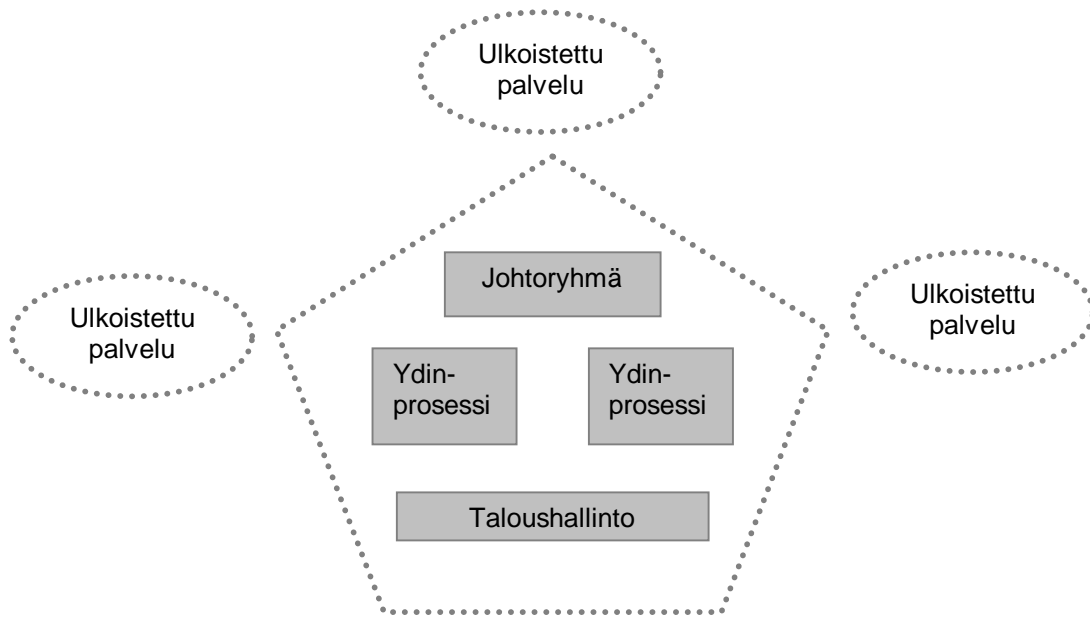 Ulkoistettu
palvelu
Johtoryhmä
Ulkoistettu
palvelu
Ulkoistettu
palvelu
Ydin-
prosessi
Ydin-
prosessi
Taloushallinto